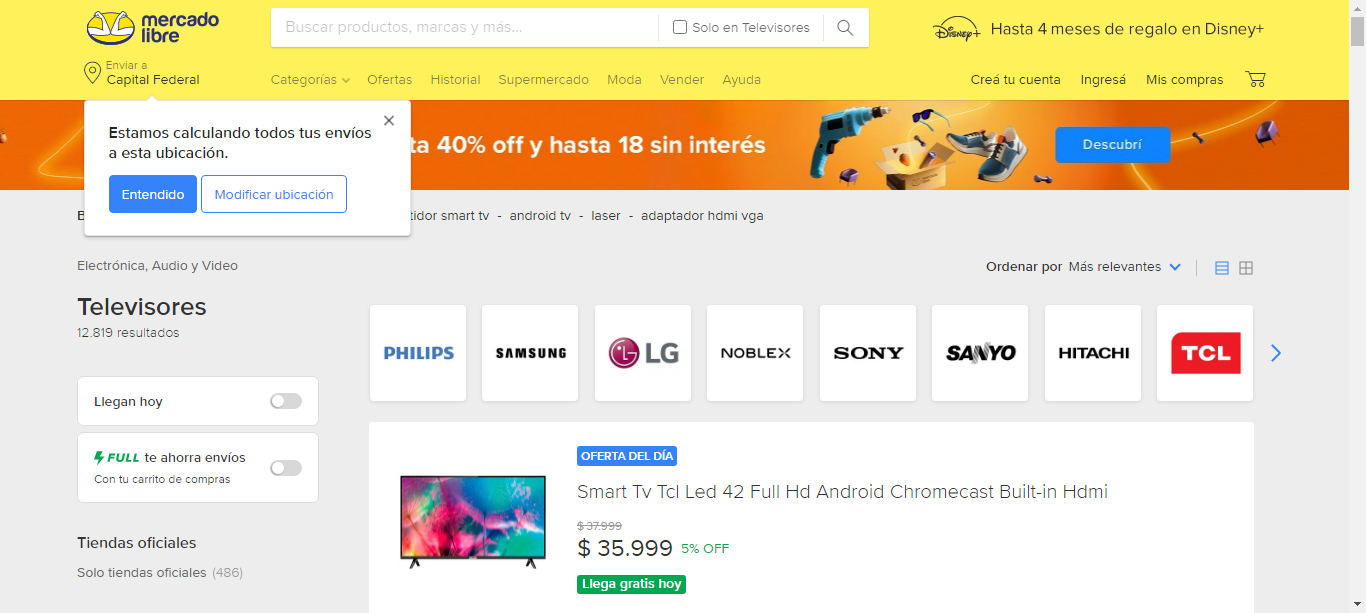 mercado
libre
Buscar productos, marcas y más...
Solo en Televisores
Disney+
Hasta 4 meses de regalo en Disney+
Enviar a
Capital Federal
Categorías Ofertas Historial Supermercado Moda Vender Ayuda
Creá tu cuenta Ingresá Mis compras
Estamos calculando todos tus envíos
a esta ubicación.
Entendido Modificar ubicación
40% off y hasta 18 sin interés
Descubrí
smart tv - android tv - laser - adaptador hdmi vga
Electrónica, Audio y Video
Ordenar por Más relevantes
Televisores
12.819 resultados
PHILIPS SAMSUNG LG NOBLEX SONY SANYO HITACHI TCL
Llegan hoy
FULL te ahorra envíos
Con tu carrito de compras
Tiendas oficiales
Solo tiendas oficiales (486)
OFERTA DEL DÍA
Smart Tv Tcl Led 42 Full Hd Android Chromecast Built-in Hdmi
$ 37.999
$ 35.999 5% OFF
Llega gratis hoy